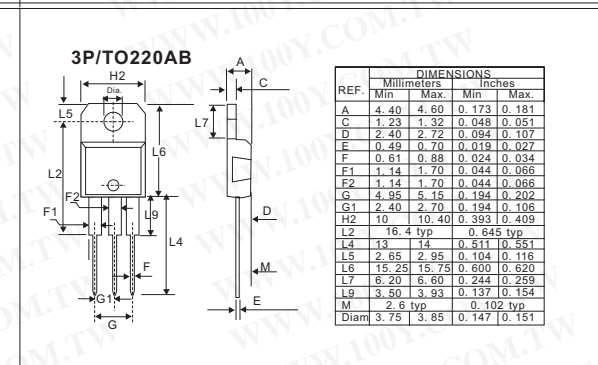 3P/TO220AB
H2
Dia.
L5
L2
L6
F2
F1
L9
L4
F
G1
G
A
C
L7
D
M
E
DIMENSIONS
REF. Millimeters Inches
Min Max. Min Max.
A 4. 40 4. 60 0. 173 0. 181
C 1. 23 1. 32 0. 048 0. 051
D 2. 40 2. 72 0. 094 0. 107
E 0. 49 0. 70 0. 019 0. 027
F 0. 61 0. 88 0. 024 0. 034
F1 1. 14 1. 70 0. 044 0. 066
F2 1. 14 1. 70 0. 044 0. 066
G 4. 95 5. 15 0. 194 0. 202
G1 2. 40 2. 70 0. 194 0. 106
H2 10 10. 40 0. 393 0. 409
L2 16. 4 typ 0. 645 typ
L4 13 14 0. 511 0. 551
L5 2. 65 2. 95 0. 104 0. 116
L6 15. 25 15. 75 0. 600 0. 620
L7 6. 20 6. 60 0. 244 0. 259
L9 3. 50 3. 93 0. 137 0. 154
M 2. 6 typ 0. 102 typ
Diam 3. 75 3. 85 0. 147 0. 151
WWW.100Y.COM.TW